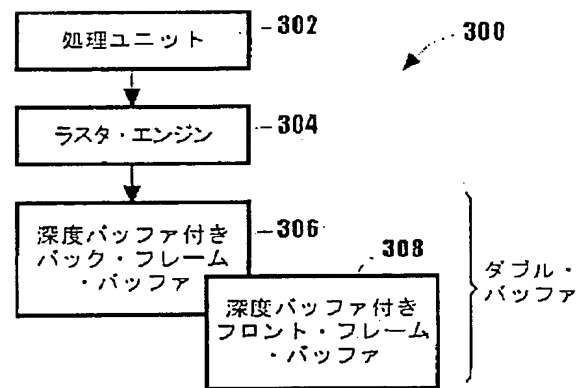 処理ユニット
302
300
ラスタ・エンジン
304
深度バッファ付き
バック・フレーム
・バッファ
306
308
深度バッファ付き
フロント・フレーム
・バッファ
ダブル・
バッファ